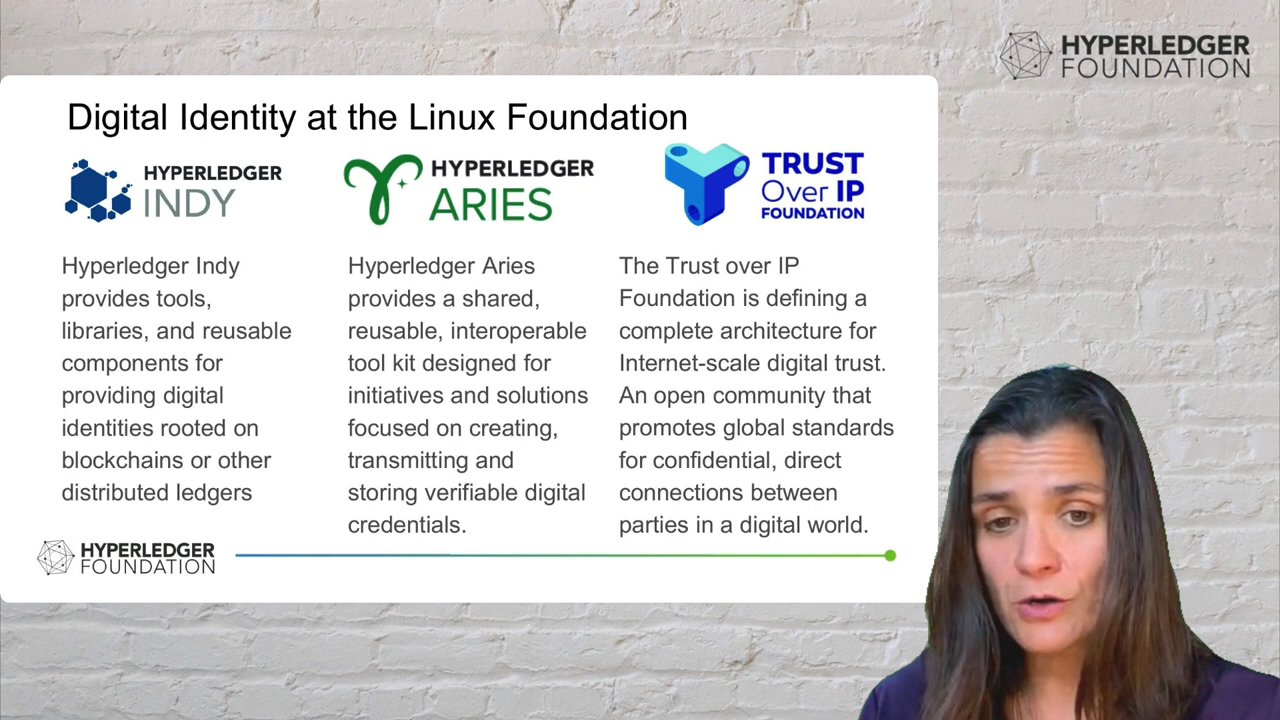 HYPERLEDGER
FOUNDATION
Digital Identity at the Linux Foundation
HYPERLEDGER
INDY
HYPERLEDGER
ARIES
TRUST
Over IP
FOUNDATION
Hyperledger Indy
provides tools,
libraries, and reusable
components for
providing digital
identities rooted on
blockchains or other
distributed ledgers
Hyperledger Aries
provides a shared,
reusable, interoperable
tool kit designed for
initiatives and solutions
focused on creating,
transmitting and
storing verifiable digital
credentials.
The Trust over IP
Foundation is defining a
complete architecture for
Internet-scale digital trust.
An open community that
promotes global standards
for confidential, direct
connections between
parties in a digital world.
HYPERLEDGER
FOUNDATION